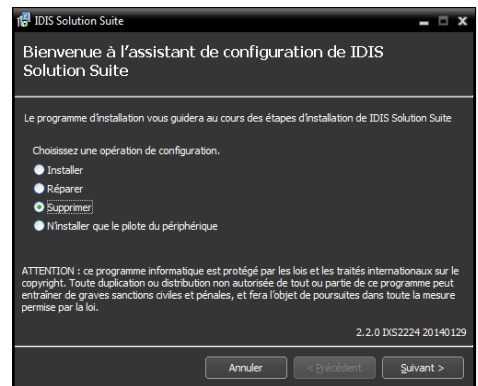 IDIS Solution Suite
Bienvenue à l'assistant de configuration de IDIS
Solution Suite
Le programme d'installation vous guidera au cours des étapes d'installation de IDIS Solution Suite
Choisissez une opération de configuration.
Installer
Réparer
Supprimer
N'installer que le pilote du périphérique
ATTENTION : ce programme informatique est protégé par les lois et les traités internationaux sur le
copyright. Toute duplication ou distribution non autorisée de tout ou partie de ce programme peut
entraîner de graves sanctions civiles et pénales, et fera l'objet de poursuites dans toute la mesure
permise par la loi.
2.2.0 IXS2224 20140129
Annuler
< Précédent
Suivant >